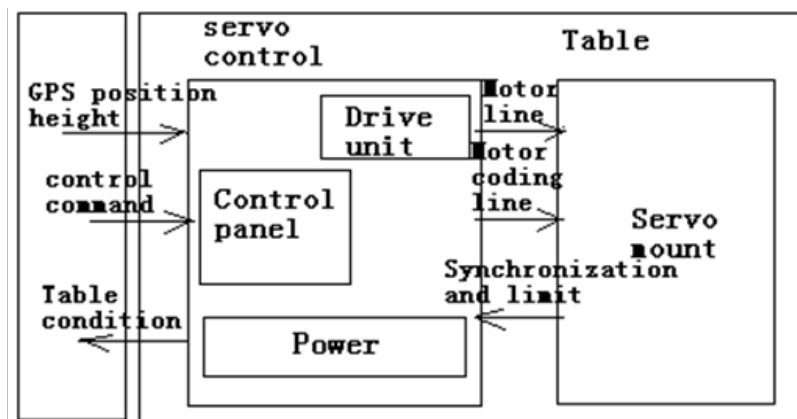 servo
control
Table
GPS position
height
Drive
unit
Motor
line
control
command
Control
panel
Motor
coding
line
Servo
mount
Table
condition
Power
Synchronization
and limit